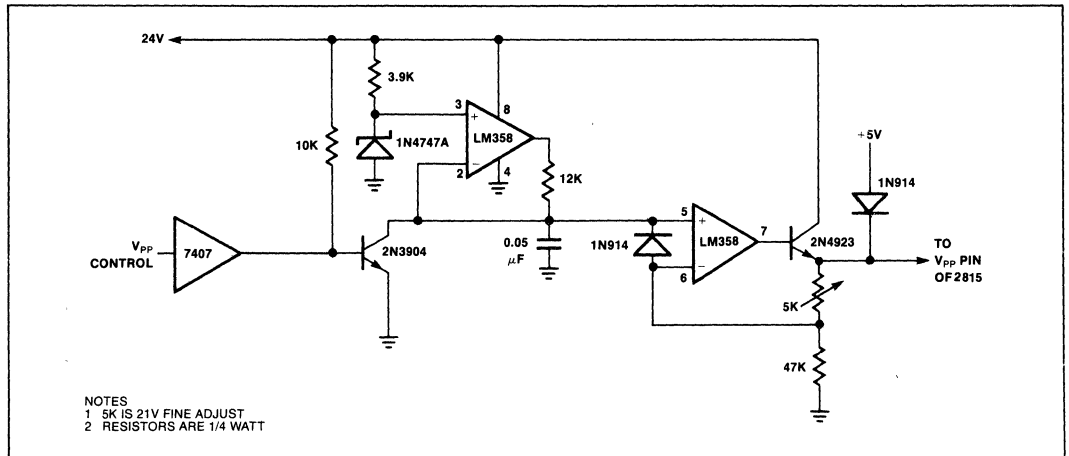 24V
3.9K
3
8
+
LM358
1N4747A
10K
−
2
4
12K
+5V
1N914
5
+
7
VPP
CONTROL
7407
2N3904
0.05
μF
1N914
LM358
2N4923
TO
VPP PIN
OF 2815
−
6
5K
47K
NOTES
1 5K IS 21V FINE ADJUST
2 RESISTORS ARE 1/4 WATT